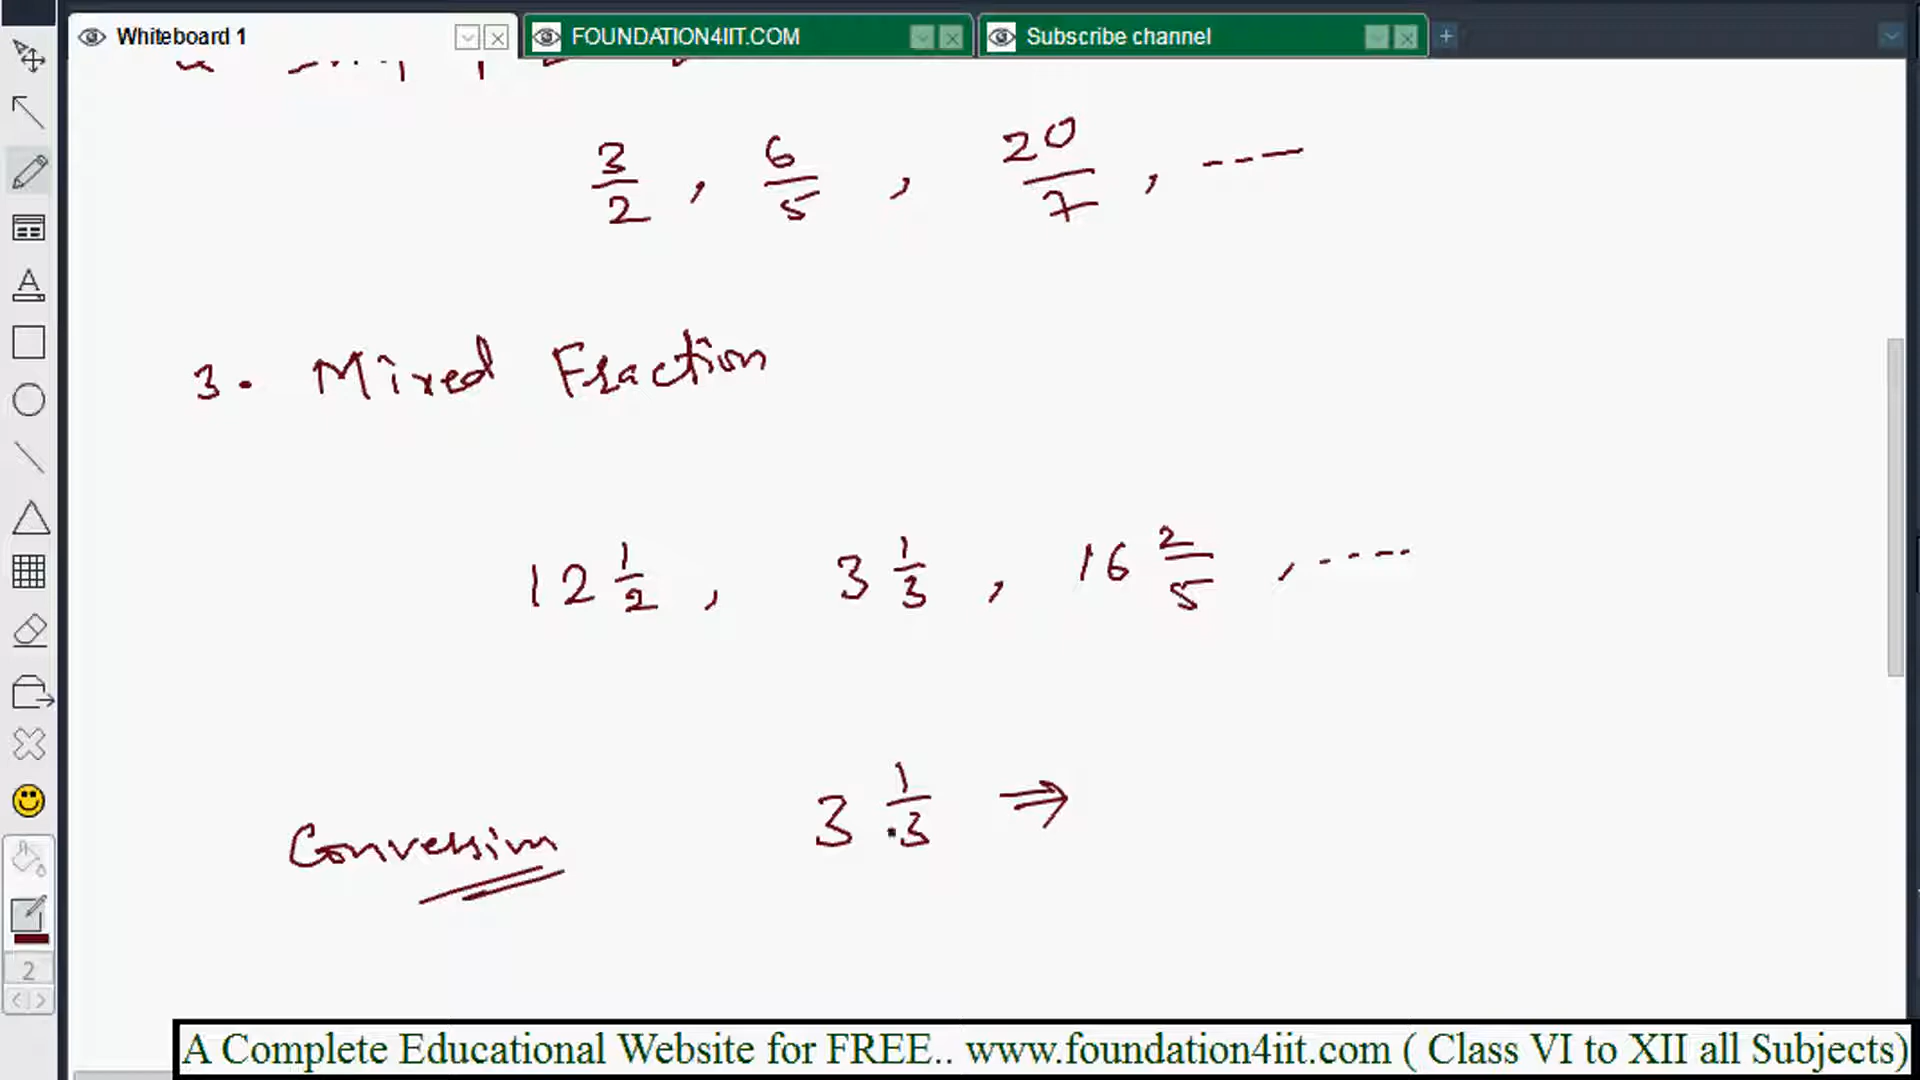 Whiteboard 1 FOUNDATION4IIT.COM Subscribe channel +
3/2 , 6/5 , 20/7 , ----
3. Mixed Fraction
12 1/2 , 3 1/3 , 16 2/5 , ----
Conversion 3 1/3 ⇒
2
A Complete Educational Website for FREE.. www.foundation4iit.com ( Class VI to XII all Subjects)